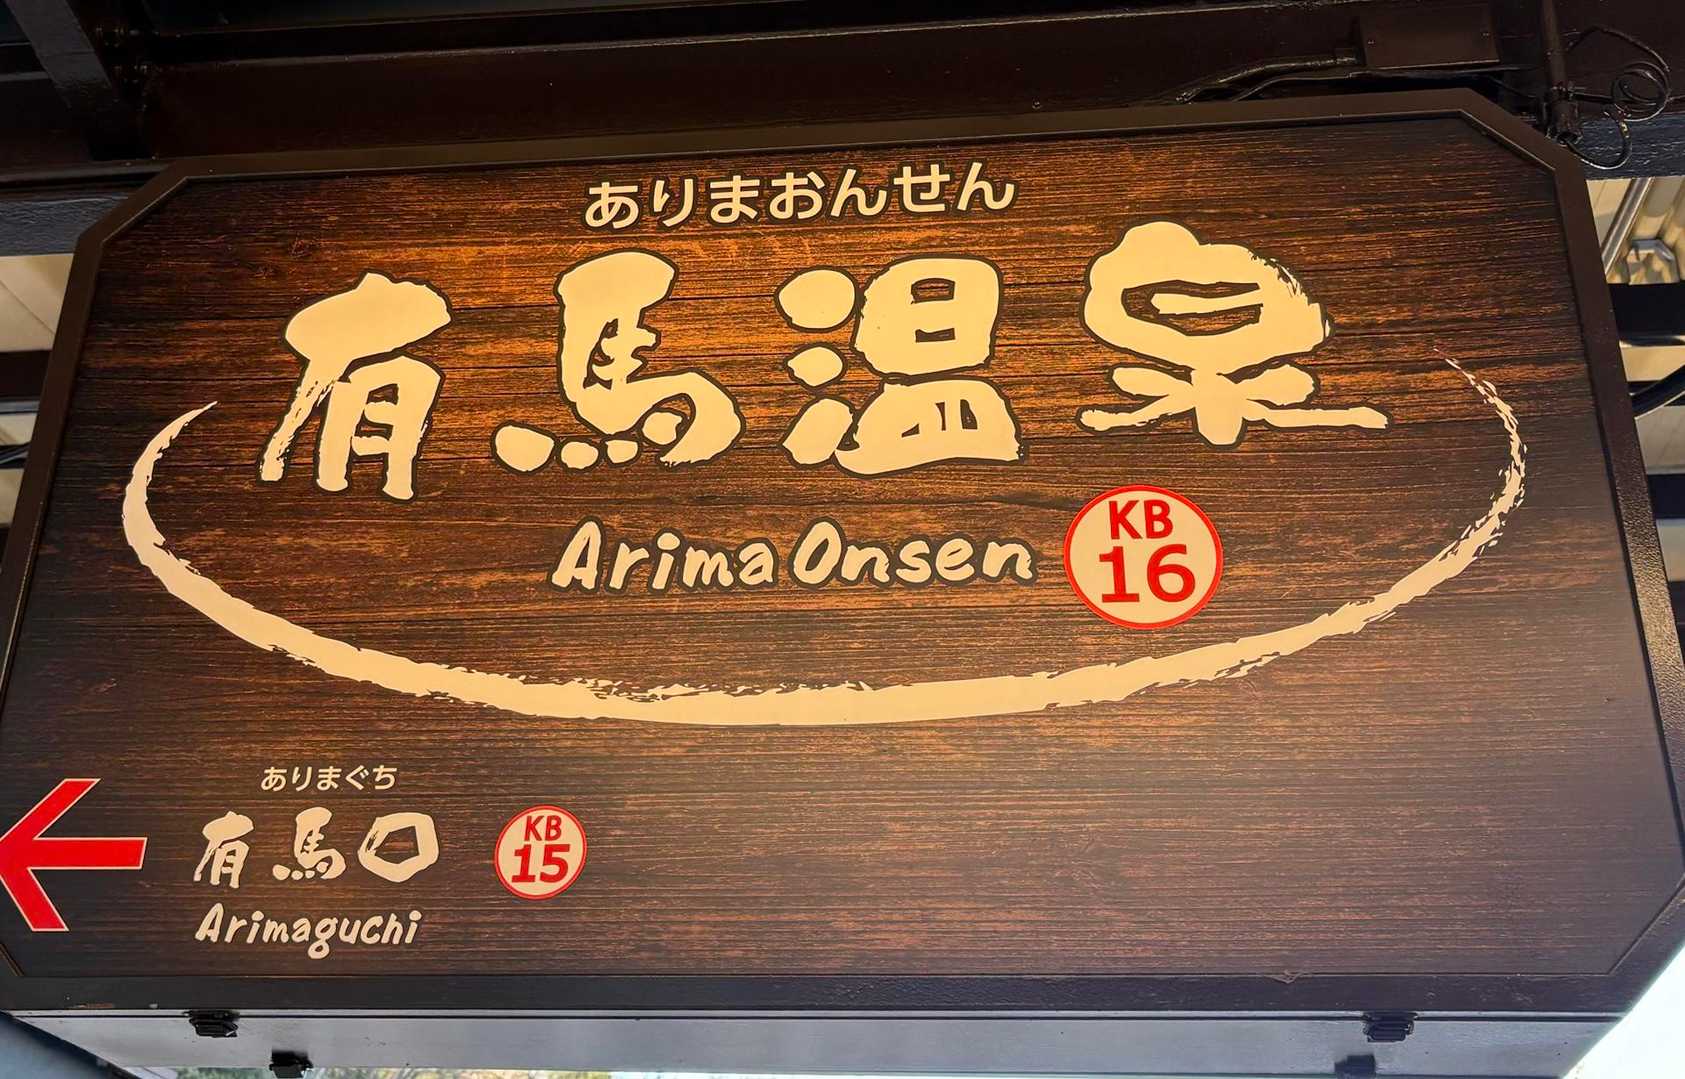 ありまおんせん
有馬温泉
Arima Onsen
KB
16
ありまぐち
有馬口
Arimaguchi
KB
15